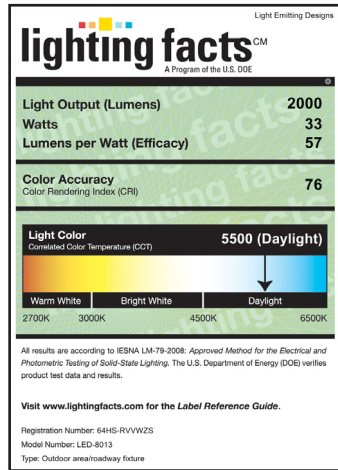 Light Emitting Designs
lighting facts CM
A Program of the U.S. DOE
Light Output (Lumens) 2000
Watts 33
Lumens per Watt (Efficacy) 57
Color Accuracy
Color Rendering Index (CRI) 76
Light Color
Correlated Color Temperature (CCT) 5500 (Daylight)
Warm White Bright White Daylight
2700K 3000K 4500K 6500K
All results are according to IESNA LM-79-2008: Approved Method for the Electrical and
Photometric Testing of Solid-State Lighting. The U.S. Department of Energy (DOE) verifies
product test data and results.
Visit www.lightingfacts.com for the Label Reference Guide.
Registration Number: 64HS-RVVWZS
Model Number: LED-8013
Type: Outdoor area/roadway fixture